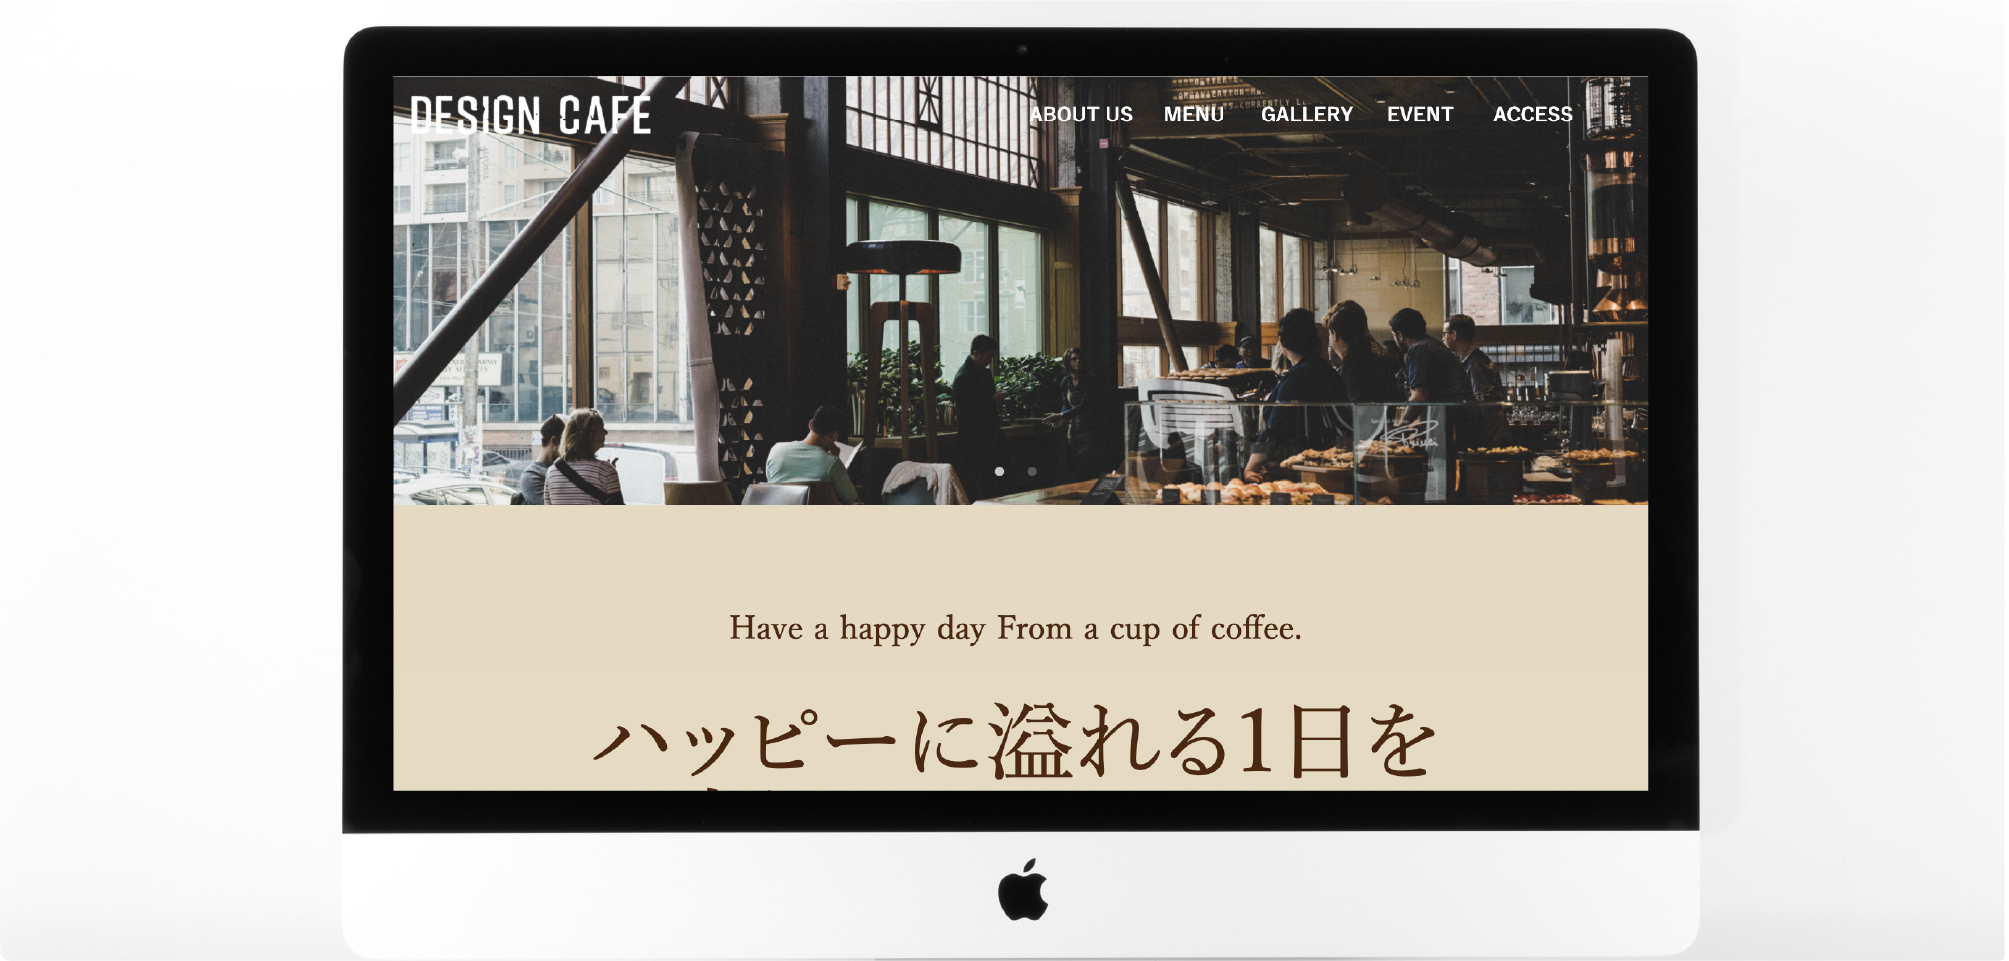 DESIGN CAFE
ABOUT US MENU GALLERY EVENT ACCESS
Have a happy day From a cup of coffee.
ハッピーに溢れる1日を